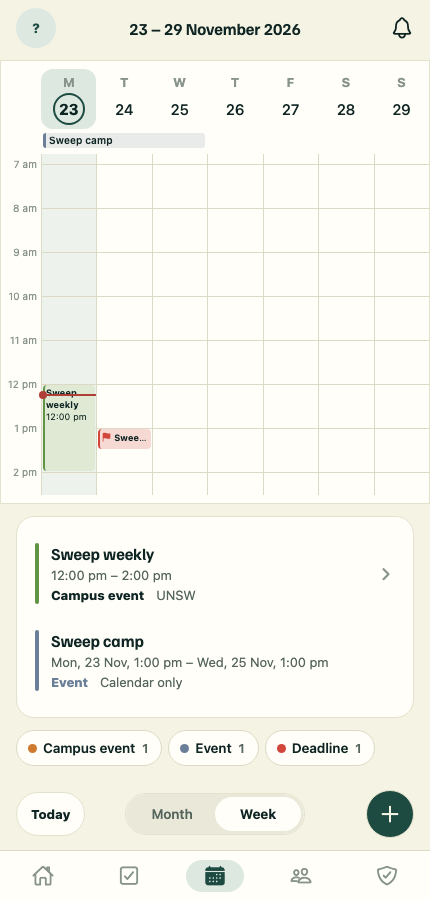 ?
23 – 29 November 2026
M T W T F S S
23 24 25 26 27 28 29
Sweep camp
7 am
8 am
9 am
10 am
11 am
12 pm
Sweep
weekly
12:00 pm
1 pm
Swee...
2 pm
Sweep weekly
12:00 pm – 2:00 pm
Campus event UNSW
Sweep camp
Mon, 23 Nov, 1:00 pm – Wed, 25 Nov, 1:00 pm
Event Calendar only
Campus event 1 Event 1 Deadline 1
Today Month Week